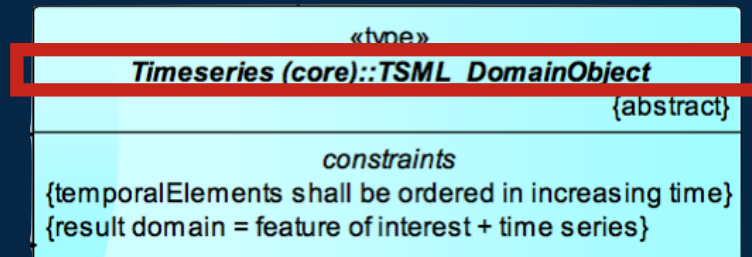 «type»
Timeseries (core)::TSML_DomainObject
{abstract}
constraints
{temporalElements shall be ordered in increasing time}
{result domain = feature of interest + time series}